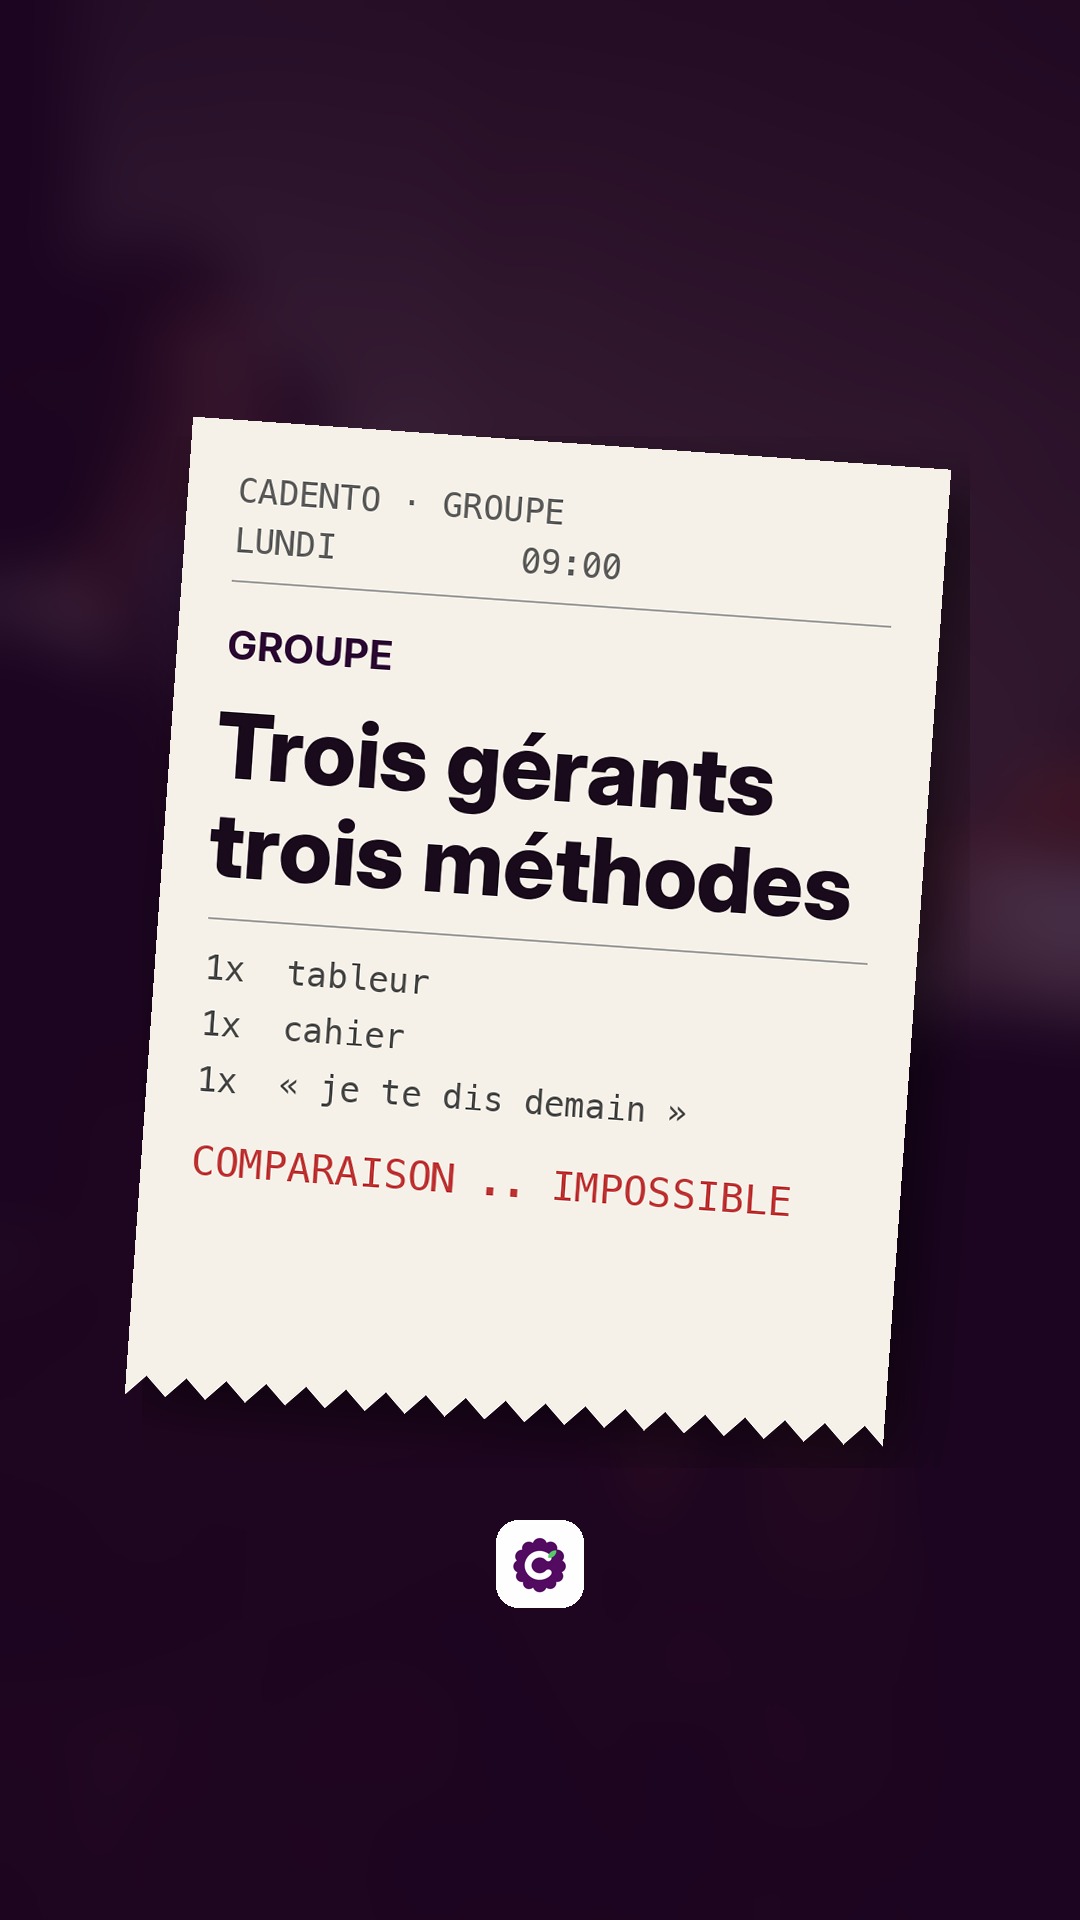 CADENTO · GROUPE
LUNDI 09:00
GROUPE
Trois gérants
trois méthodes
1x tableur
1x cahier
1x « je te dis demain »
COMPARAISON .. IMPOSSIBLE
C